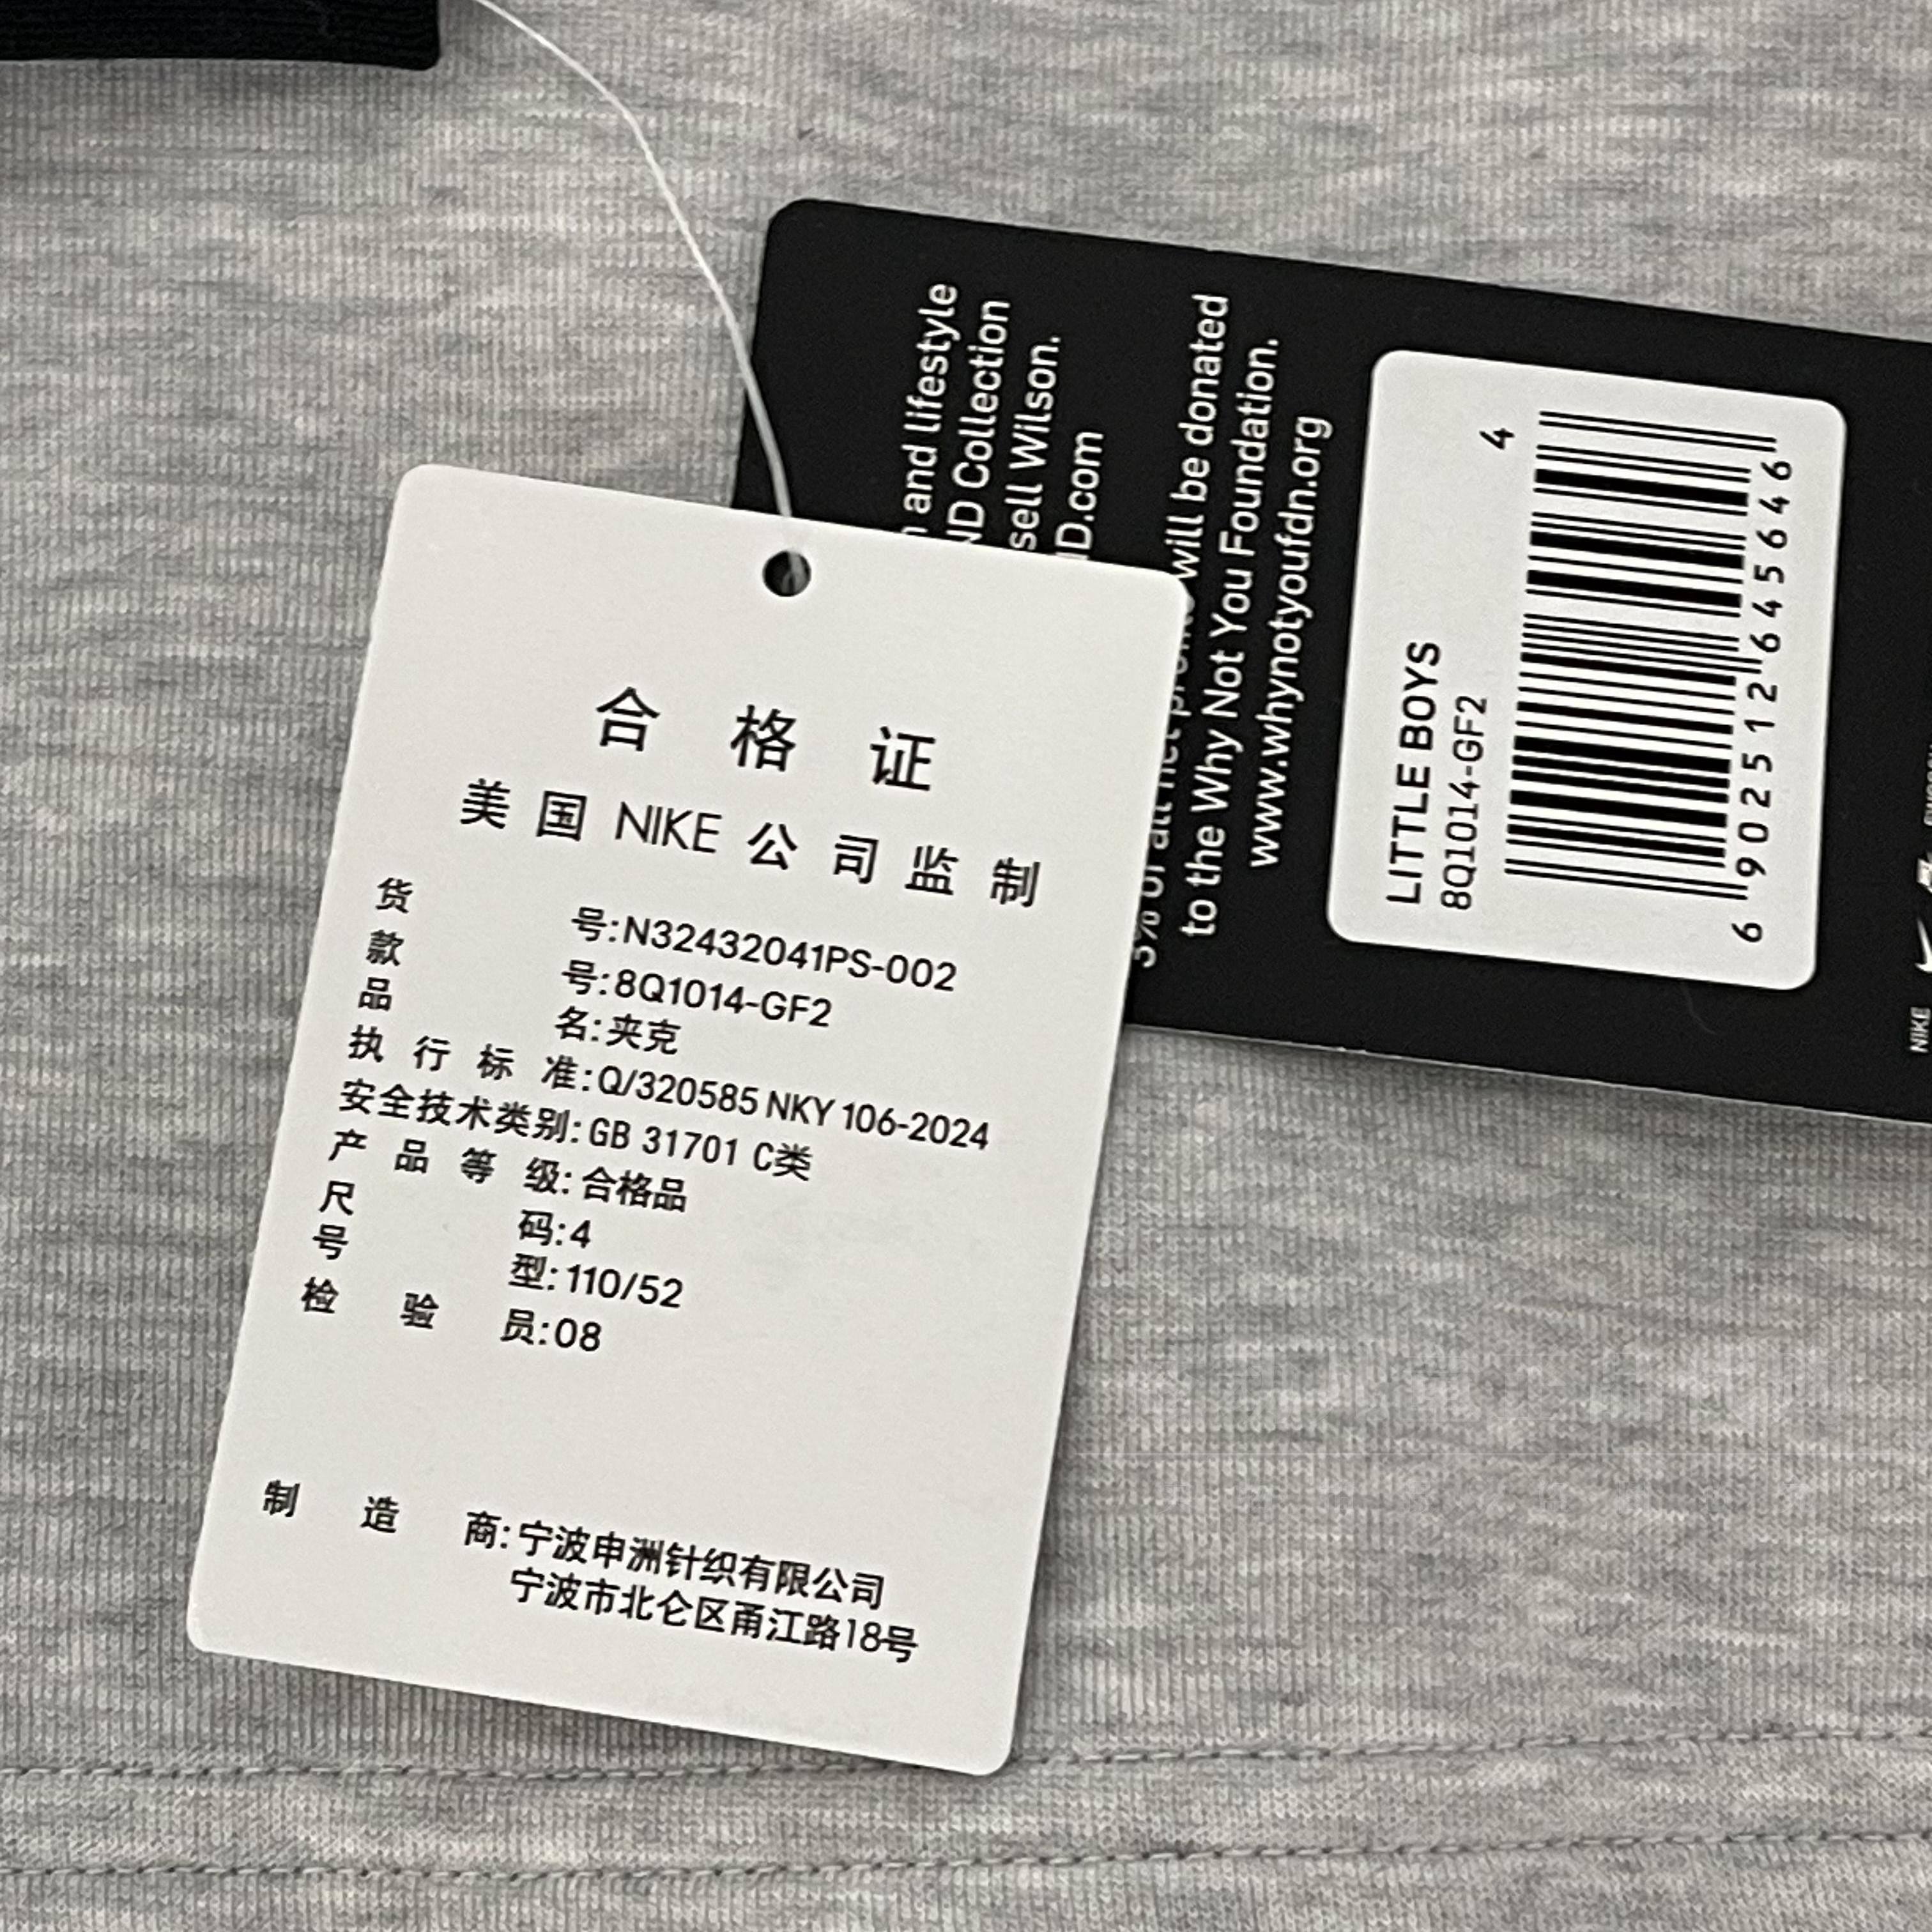 合格证
美国NIKE公司监制
货号:N32432041PS-002
款号:8Q1014-GF2
品名:夹克
执行标准:Q/320585 NKY 106-2024
安全技术类别:GB 31701 C类
产品等级:合格品
尺码:4
号型:110/52
检验员:08
制造商:宁波申洲针织有限公司
宁波市北仑区甬江路18号
and lifestyle
Collection
Wilson.
.com
will be donated
to the Why Not You Foundation.
www.whynotyoufdn.org
LITTLE BOYS
8Q1014-GF2
4
6 902512 645646
NIKE